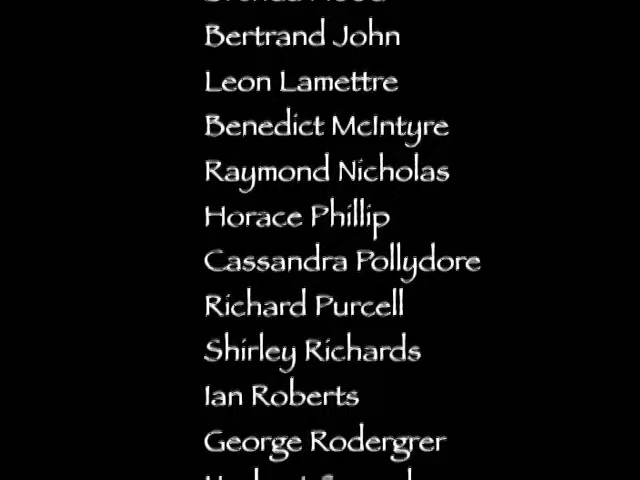 Bertrand John
Leon Lamettre
Benedict McIntyre
Raymond Nicholas
Horace Phillip
Cassandra Pollydore
Richard Purcell
Shirley Richards
Ian Roberts
George Rodergrer